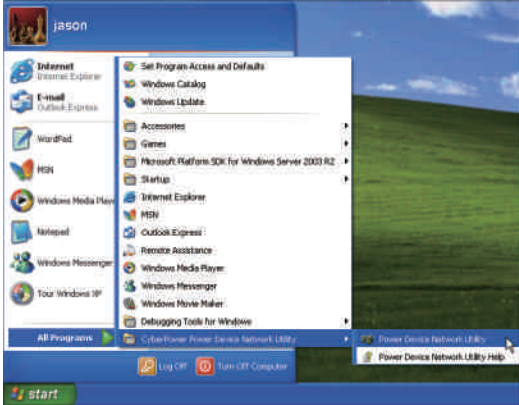 jason
Internet
Internet Explorer
E-mail
Outlook Express
WordPad
MSN
Windows Media Play
Notepad
Windows Messenger
Tour Windows XP
All Programs
Set Program Access and Defaults
Windows Catalog
Windows Update
Accessories
Games
Microsoft Platform SDK for Windows Server 2003 R2
Startup
Internet Explorer
MSN
Outlook Express
Remote Assistance
Windows Media Player
Windows Messenger
Windows Movie Maker
Debugging Tools for Windows
CyberPower Power Device Network Utility
Power Device Network Utility
Power Device Network Utility Help
Log Off
Turn Off Computer
start